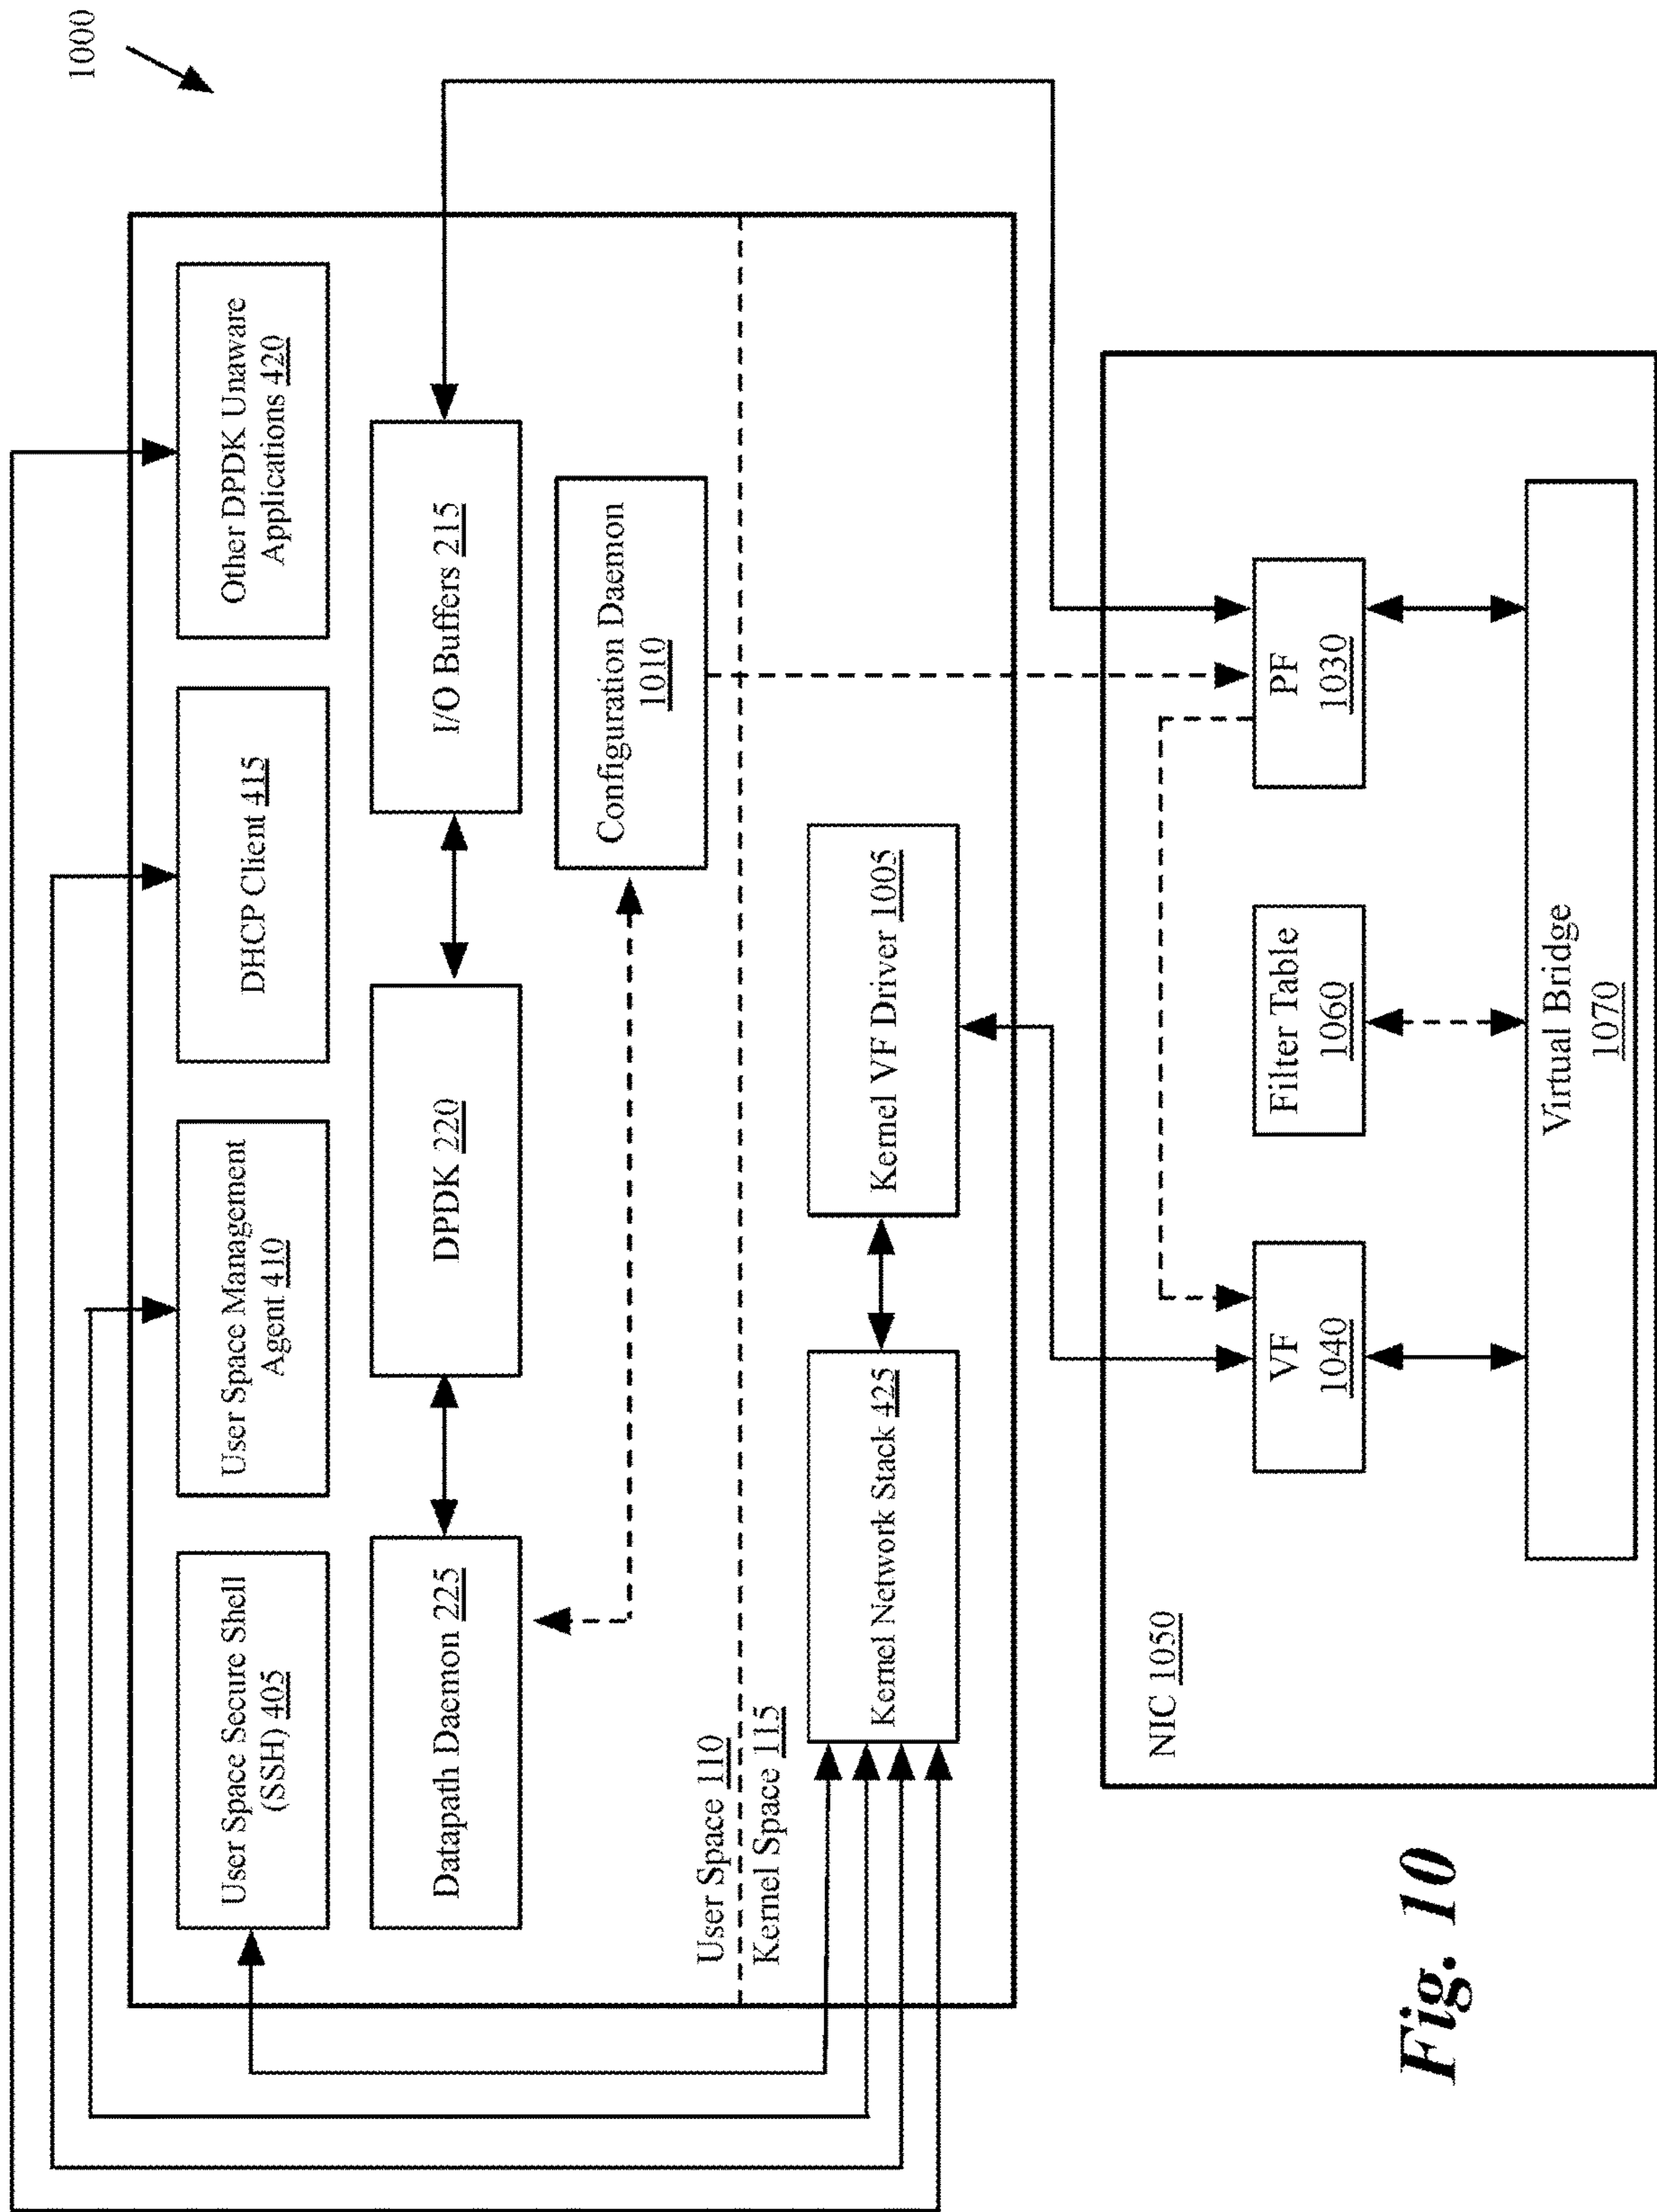 1000
User Space Secure Shell
(SSH) 405
User Space Management
Agent 410
DHCP Client 415
Other DPDK Unaware
Applications 420
Datapath Daemon 225
DPDK 220
I/O Buffers 215
Configuration Daemon
1010
User Space 110
Kernel Space 115
Kernel Network Stack 425
Kernel VF Driver 1005
NIC 1050
VF
1040
Filter Table
1060
PF
1030
Virtual Bridge
1070
Fig. 10